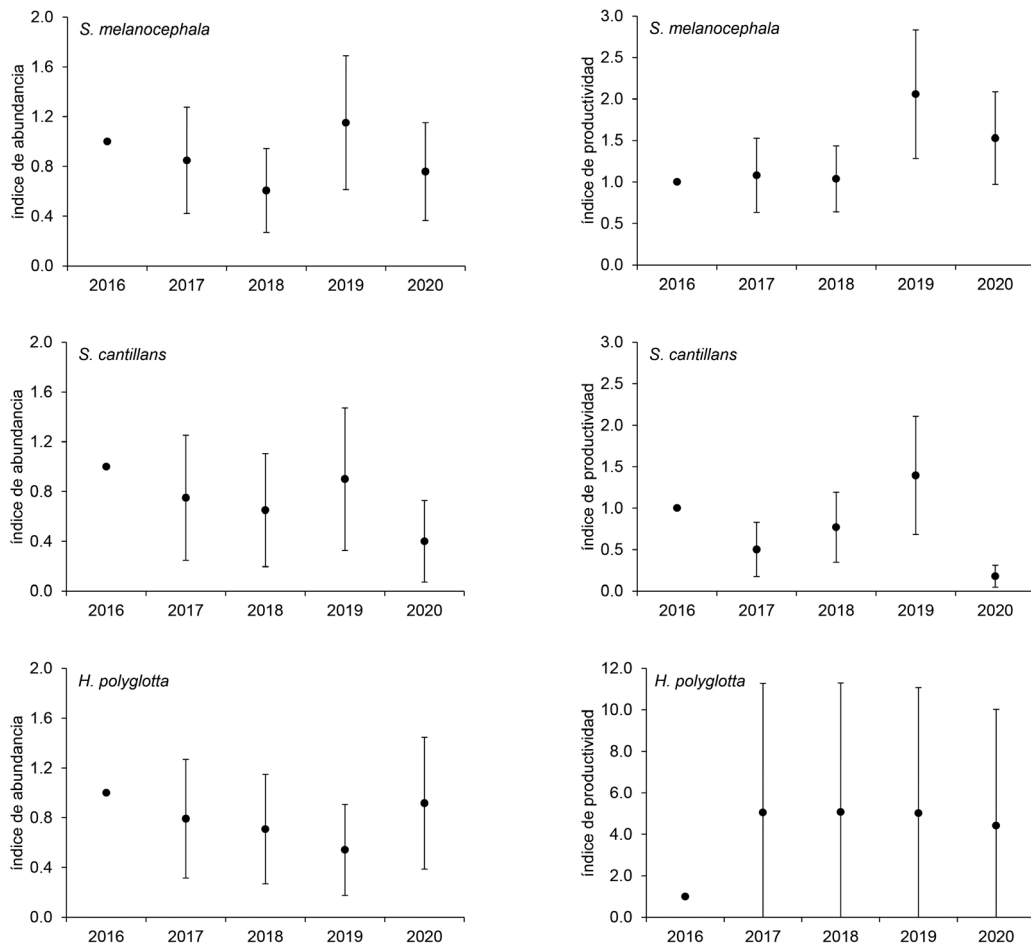 S. melanocephala
índice de abundancia
2.0
1.6
1.2
0.8
0.4
0.0
2016 2017 2018 2019 2020
S. melanocephala
índice de productividad
3.0
2.5
2.0
1.5
1.0
0.5
0.0
2016 2017 2018 2019 2020
S. cantillans
índice de abundancia
2.0
1.6
1.2
0.8
0.4
0.0
2016 2017 2018 2019 2020
S. cantillans
índice de productividad
3.0
2.5
2.0
1.5
1.0
0.5
0.0
2016 2017 2018 2019 2020
H. polyglotta
índice de abundancia
2.0
1.6
1.2
0.8
0.4
0.0
2016 2017 2018 2019 2020
H. polyglotta
índice de productividad
12.0
10.0
8.0
6.0
4.0
2.0
0.0
2016 2017 2018 2019 2020